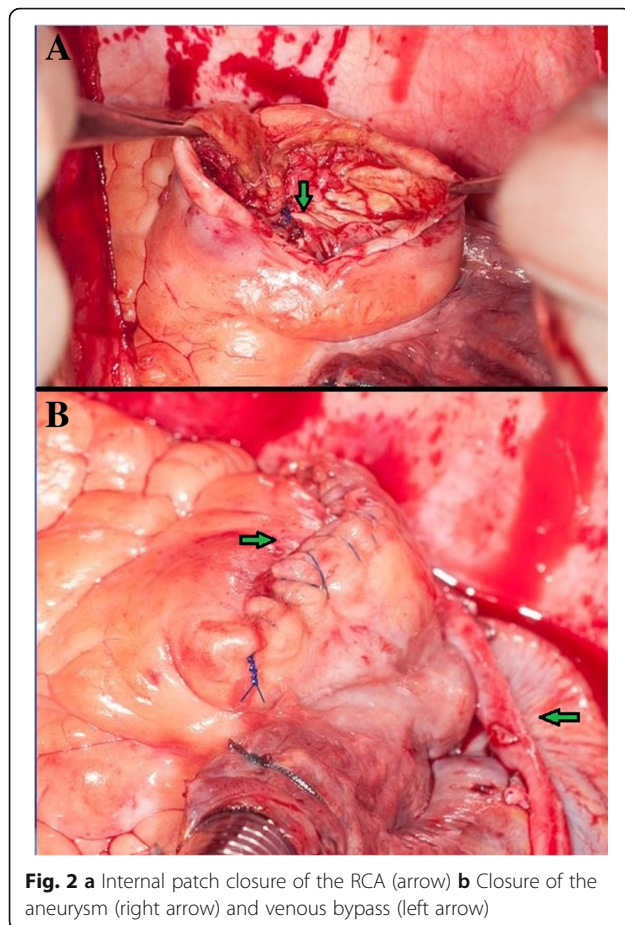 A
B
Fig. 2 a Internal patch closure of the RCA (arrow) b Closure of the
aneurysm (right arrow) and venous bypass (left arrow)